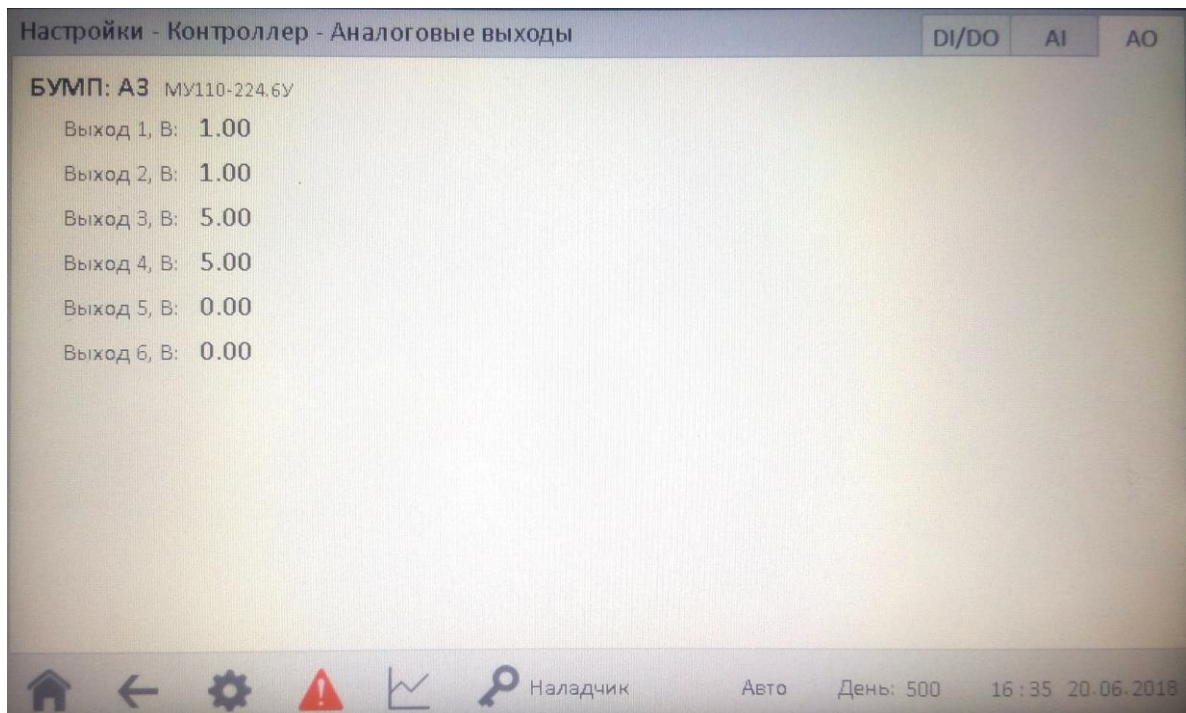 Настройки - Контроллер - Аналоговые выходы DI/DO AI AO
БУМП: А3 МУ110-224.6У
Выход 1, В: 1.00
Выход 2, В: 1.00
Выход 3, В: 5.00
Выход 4, В: 5.00
Выход 5, В: 0.00
Выход 6, В: 0.00
Наладчик Авто День: 500 16:35 20.06.2018